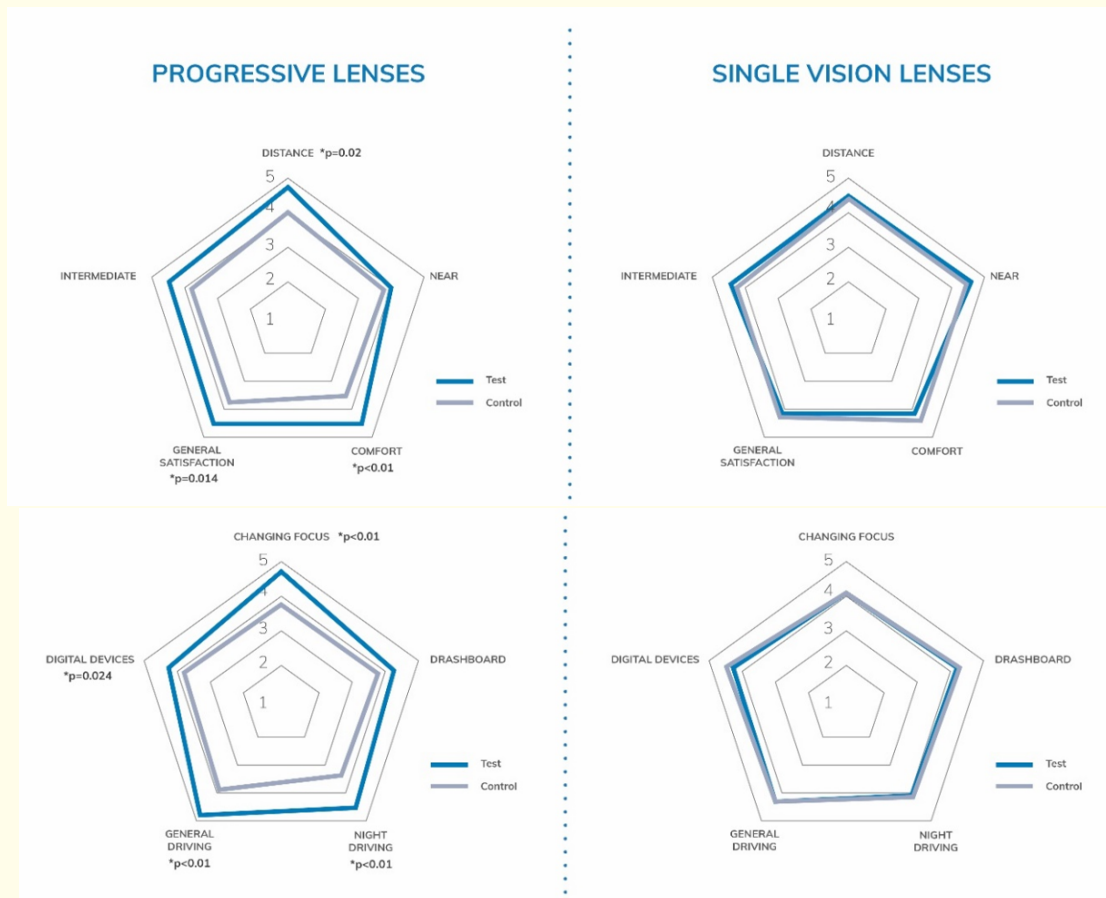 PROGRESSIVE LENSES
DISTANCE *p=0.02
5
4
3
2
1
INTERMEDIATE
NEAR
Test
Control
GENERAL
SATISFACTION
*p=0.014
COMFORT
*p<0.01
SINGLE VISION LENSES
DISTANCE
5
4
3
2
1
INTERMEDIATE
NEAR
Test
Control
GENERAL
SATISFACTION
COMFORT
CHANGING FOCUS *p<0.01
5
4
3
2
1
DIGITAL DEVICES
*p=0.024
DRASHBOARD
Test
Control
GENERAL
DRIVING
*p<0.01
NIGHT
DRIVING
*p<0.01
CHANGING FOCUS
5
4
3
2
1
DIGITAL DEVICES
DRASHBOARD
Test
Control
GENERAL
DRIVING
NIGHT
DRIVING